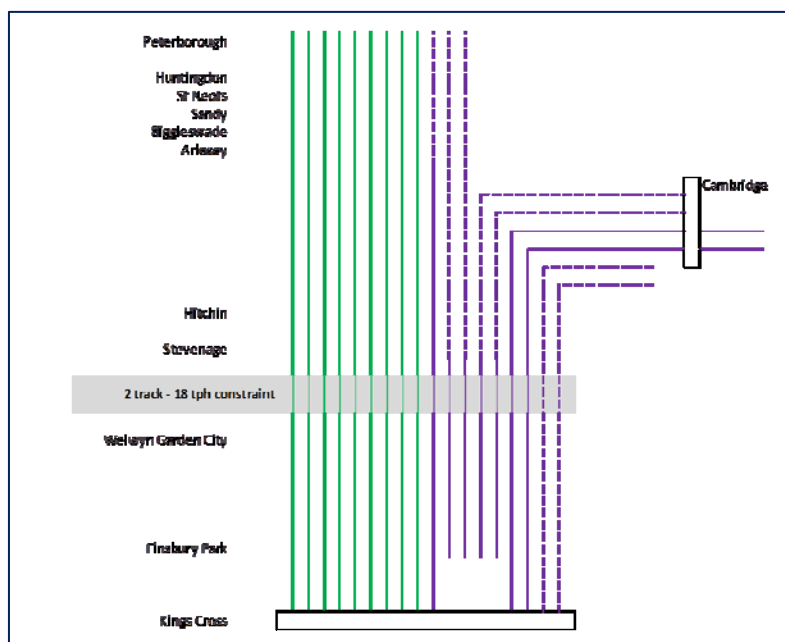 Peterborough
Huntingdon
St Neots
Sandy
Biggleswade
Arlesey
Cambridge
Hitchin
Stevenage
2 track - 18 tph constraint
Welwyn Garden City
Finsbury Park
Kings Cross